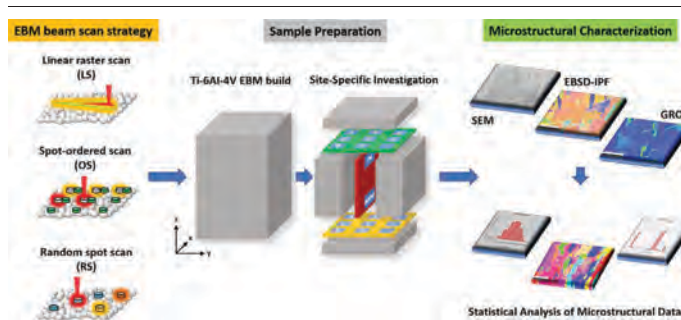 EBM beam scan strategy
Sample Preparation
Microstructural Characterization
Linear raster scan
(LS)
Spot-ordered scan
(OS)
Random spot scan
(RS)
Ti-6Al-4V EBM build
Site-Specific Investigation
SEM
EBSD-IPF
GRO
Statistical Analysis of Microstructural Data